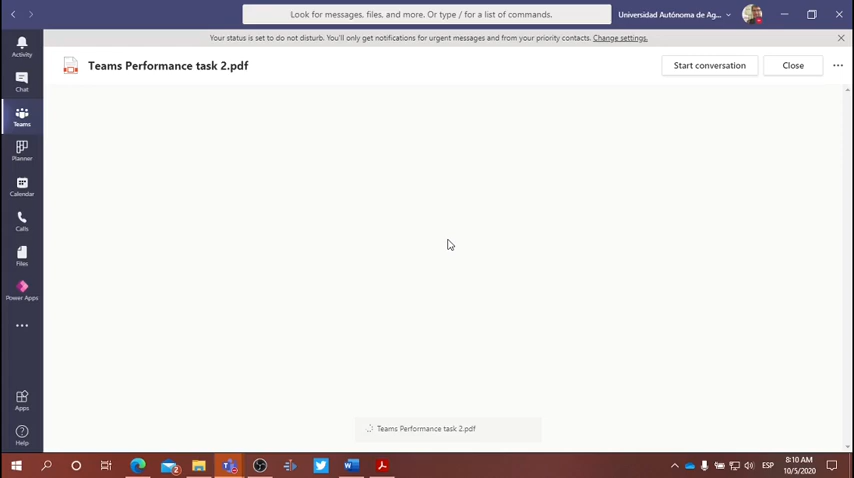 Look for messages, files, and more. Or type / for a list of commands.
Universidad Autónoma de Ag...
Your status is set to do not disturb. You'll only get notifications for urgent messages and from your priority contacts. Change settings.
Activity
Chat
Teams
Planner
Calendar
Calls
Files
Power Apps
Apps
Help
Teams Performance task 2.pdf
Start conversation
Close
Teams Performance task 2.pdf
2
ESP
8:10 AM
10/5/2020